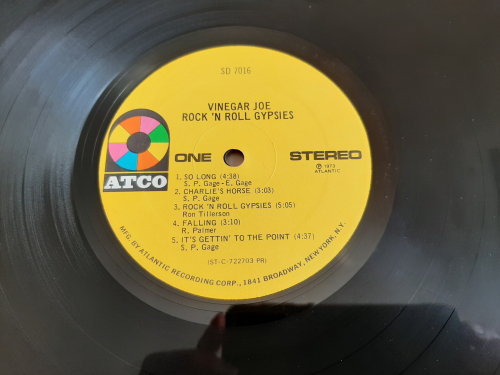 SD 7016
VINEGAR JOE
ROCK 'N ROLL GYPSIES
ATCO
ONE
STEREO
℗ 1973
ATLANTIC
1. SO LONG (4:38)
S. P. Gage - E. Gage
2. CHARLIE'S HORSE (3:03)
S. P. Gage
3. ROCK 'N ROLL GYPSIES (5:05)
Ron Tillerson
4. FALLING (3:10)
R. Palmer
5. IT'S GETTIN' TO THE POINT (4:37)
S. P. Gage
(ST-C-722703 PR)
MFG. BY ATLANTIC RECORDING CORP., 1841 BROADWAY, NEW YORK, N.Y.